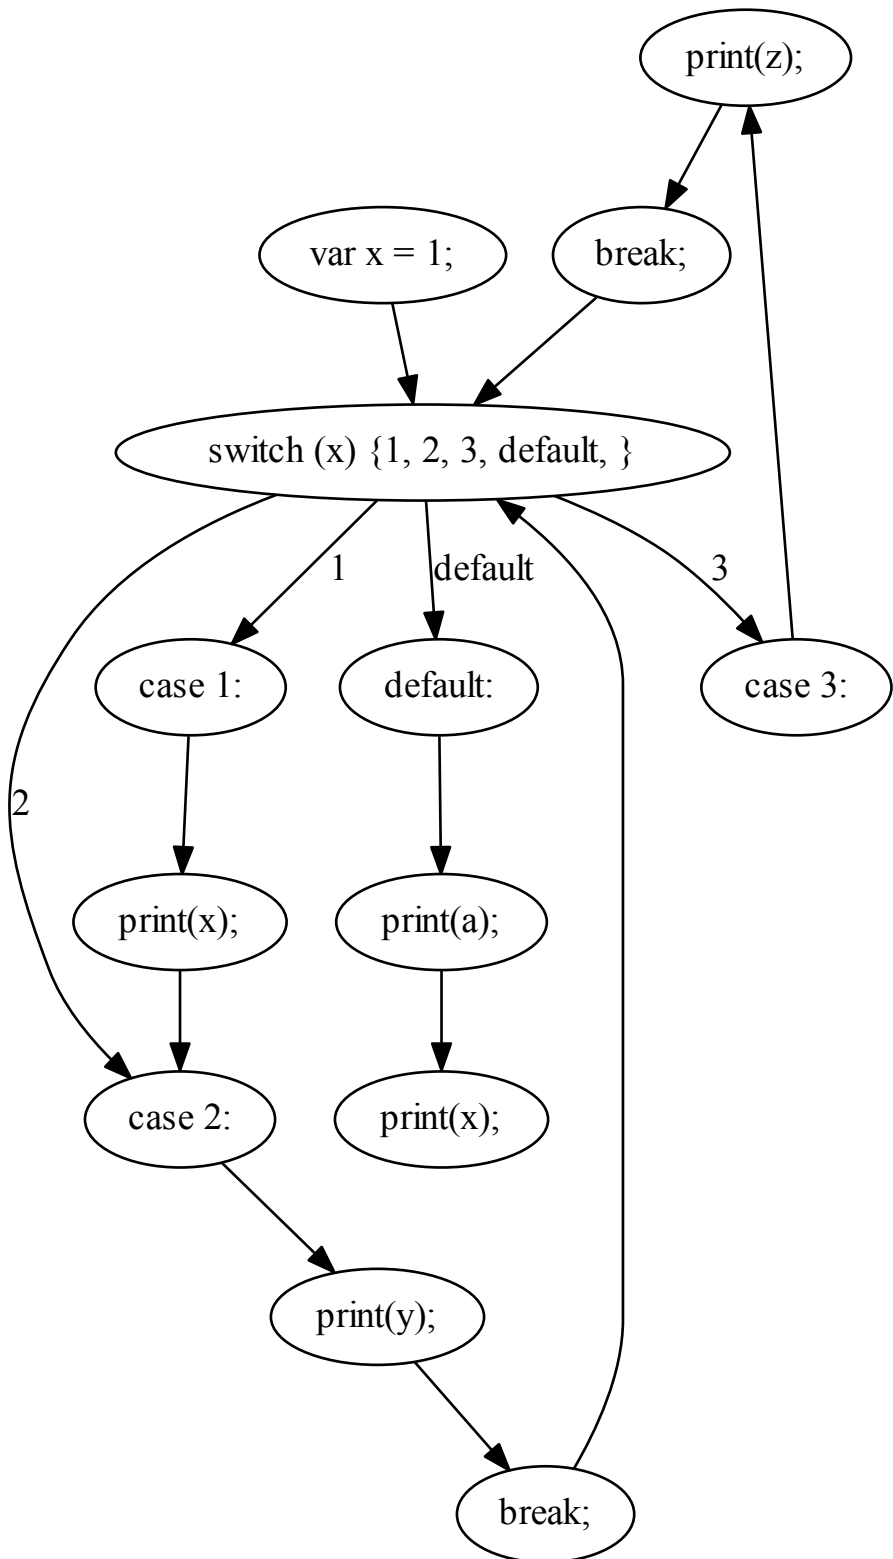 print(z);
var x = 1;
break;
switch (x) {1, 2, 3, default, }
1
default
3
case 1:
default:
case 3:
2
print(x);
print(a);
case 2:
print(x);
print(y);
break;